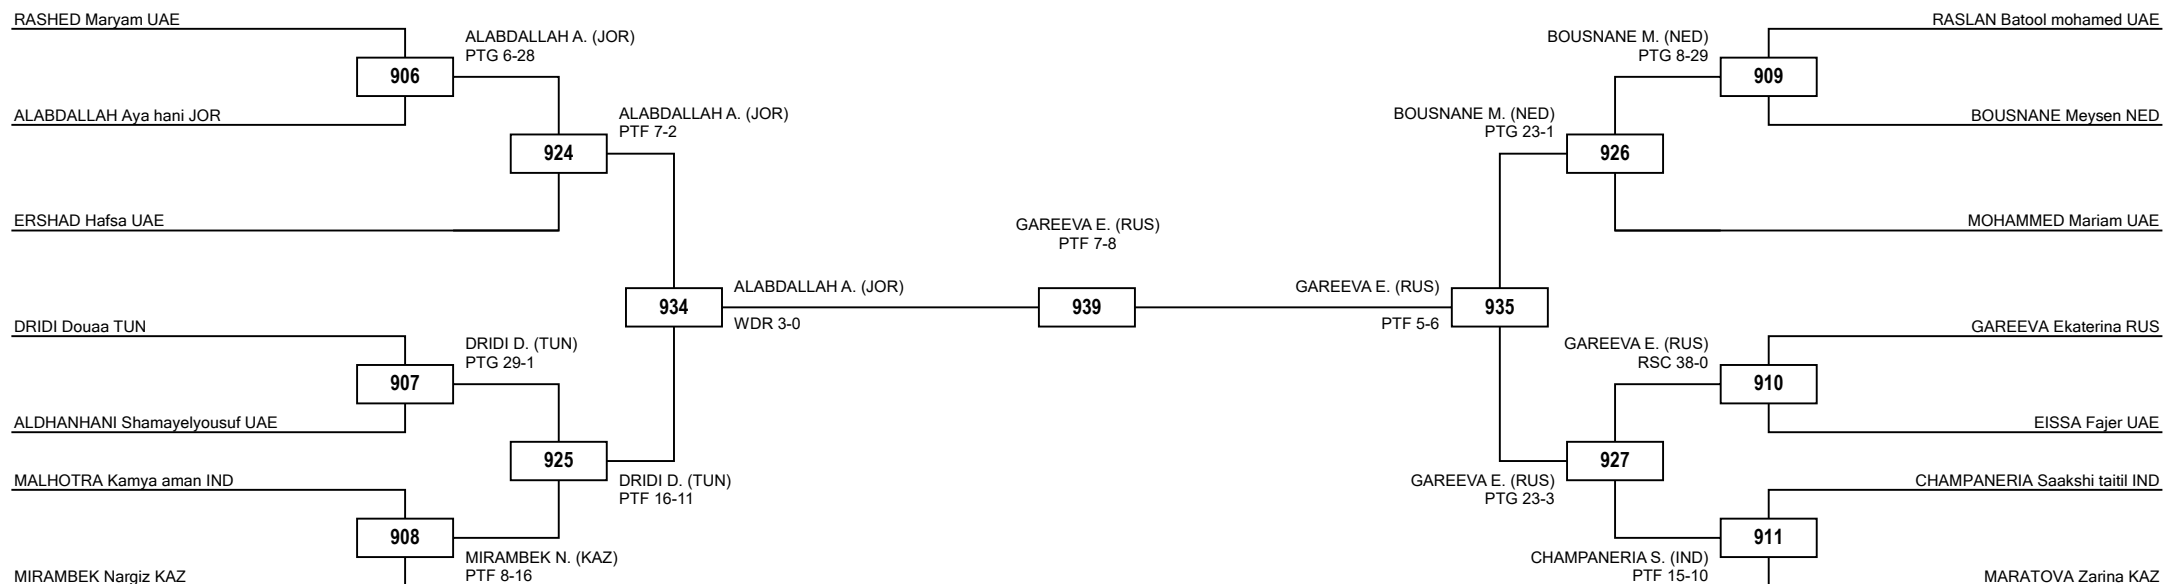 RASHED Maryam UAE
ALABDALLAH A. (JOR)
PTG 6-28
906
ALABDALLAH Aya hani JOR
ALABDALLAH A. (JOR)
PTF 7-2
924
ERSHAD Hafsa UAE
DRIDI Douaa TUN
DRIDI D. (TUN)
PTG 29-1
907
ALDHANHANI Shamayelyousuf UAE
925
DRIDI D. (TUN)
PTF 16-11
MALHOTRA Kamya aman IND
908
MIRAMBEK N. (KAZ)
PTF 8-16
MIRAMBEK Nargiz KAZ
934
ALABDALLAH A. (JOR)
WDR 3-0
GAREEVA E. (RUS)
PTF 7-8
939
GAREEVA E. (RUS)
PTF 5-6
935
RASLAN Batool mohamed UAE
BOUSNANE M. (NED)
PTG 8-29
909
BOUSNANE Meysen NED
BOUSNANE M. (NED)
PTG 23-1
926
MOHAMMED Mariam UAE
GAREEVA Ekaterina RUS
GAREEVA E. (RUS)
RSC 38-0
910
EISSA Fajer UAE
927
GAREEVA E. (RUS)
PTG 23-3
CHAMPANERIA Saakshi taitil IND
911
CHAMPANERIA S. (IND)
PTF 15-10
MARATOVA Zarina KAZ